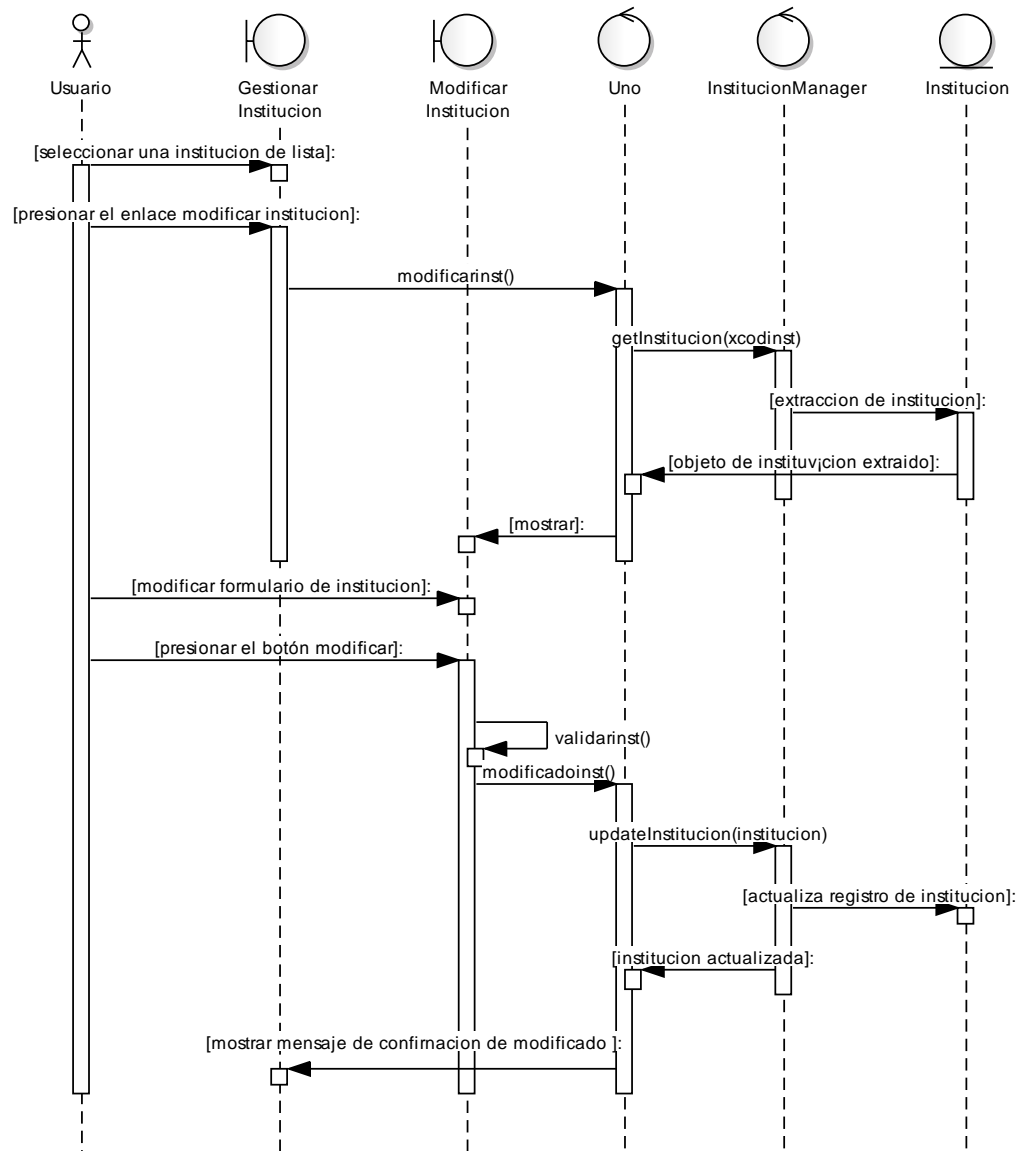 Usuario
Gestionar
Institucion
Modificar
Institucion
Uno
InstitucionManager
Institucion
[seleccionar una institucion de lista]:
[presionar el enlace modificar institucion]:
modificarinst()
getInstitucion(xcodinst)
[extraccion de institucion]:
[objeto de instituv¡cion extraido]:
[mostrar]:
[modificar formulario de institucion]:
[presionar el botón modificar]:
validarinst()
modificadoinst()
updateInstitucion(institucion)
[actualiza registro de institucion]:
[institucion actualizada]:
[mostrar mensaje de confirnacion de modificado ]: